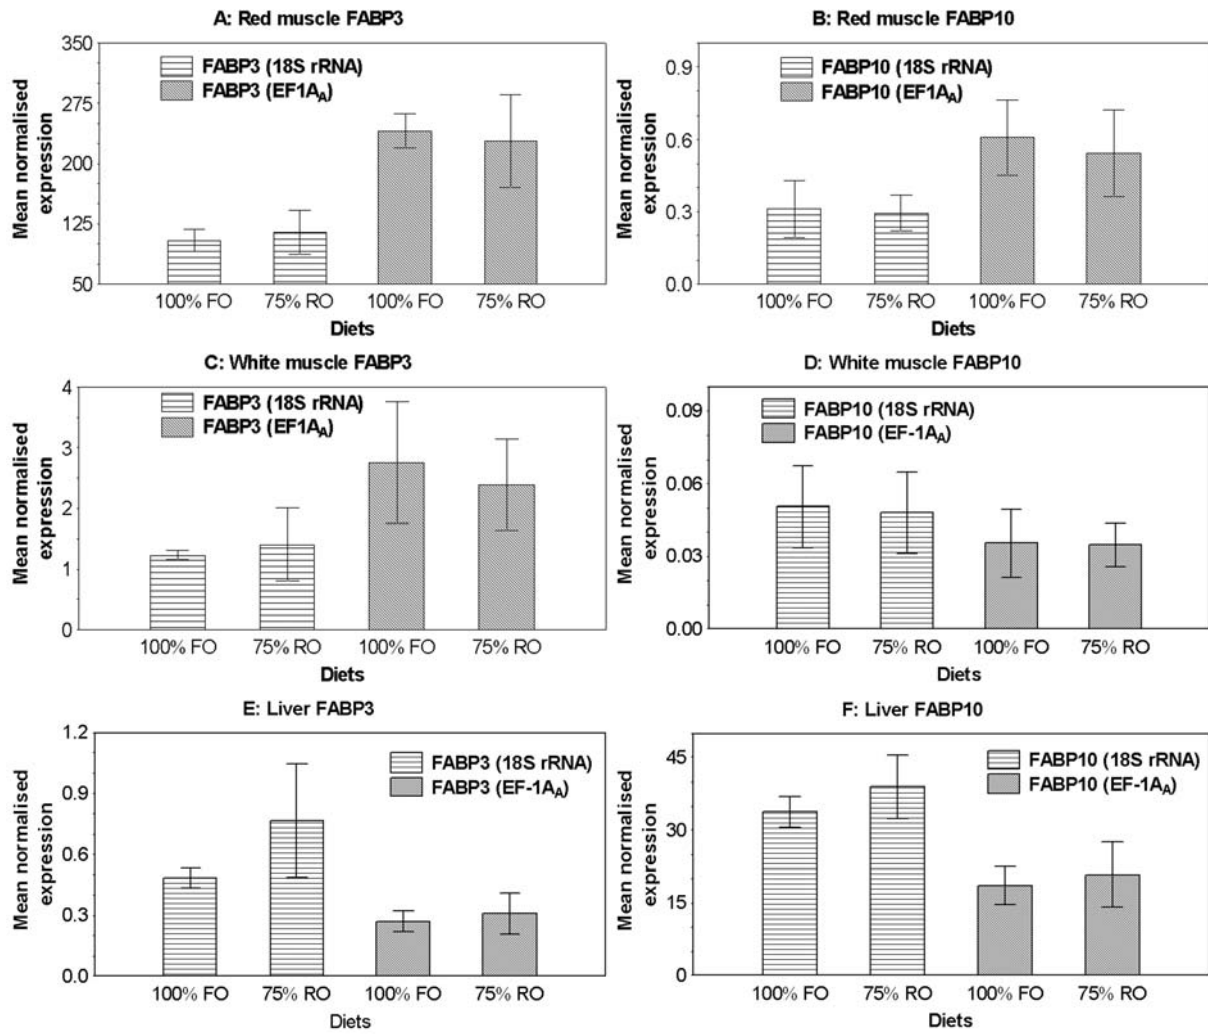 A: Red muscle FABP3
Mean normalised
expression
350
275
200
125
50
FABP3 (18S rRNA)
FABP3 (EF1A_A)
100% FO 75% RO 100% FO 75% RO
Diets
B: Red muscle FABP10
Mean normalised
expression
0.9
0.6
0.3
0.0
FABP10 (18S rRNA)
FABP10 (EF1A_A)
100% FO 75% RO 100% FO 75% RO
Diets
C: White muscle FABP3
Mean normalised
expression
4
3
2
1
0
FABP3 (18S rRNA)
FABP3 (EF1A_A)
100% FO 75% RO 100% FO 75% RO
Diets
D: White muscle FABP10
Mean normalised
expression
0.09
0.06
0.03
0.00
FABP10 (18S rRNA)
FABP10 (EF-1A_A)
100% FO 75% RO 100% FO 75% RO
Diets
E: Liver FABP3
Mean normalised
expression
1.2
0.9
0.6
0.3
0.0
FABP3 (18S rRNA)
FABP3 (EF-1A_A)
100% FO 75% RO 100% FO 75% RO
Diets
F: Liver FABP10
Mean normalised
expression
45
30
15
0
FABP10 (18S rRNA)
FABP10 (EF-1A_A)
100% FO 75% RO 100% FO 75% RO
Diets